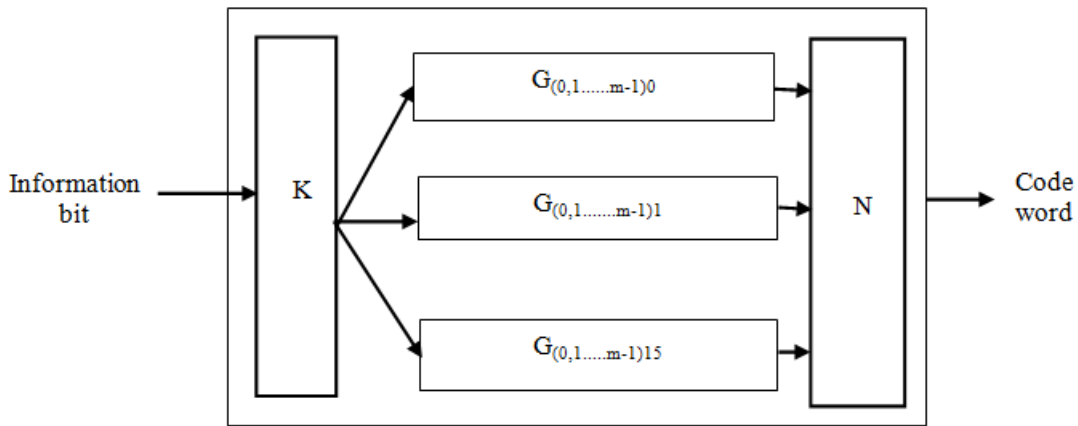 G(0,1......m-1)0
Information
bit
K
G(0,1.......m-1)1
N
Code
word
G(0,1.....m-1)15